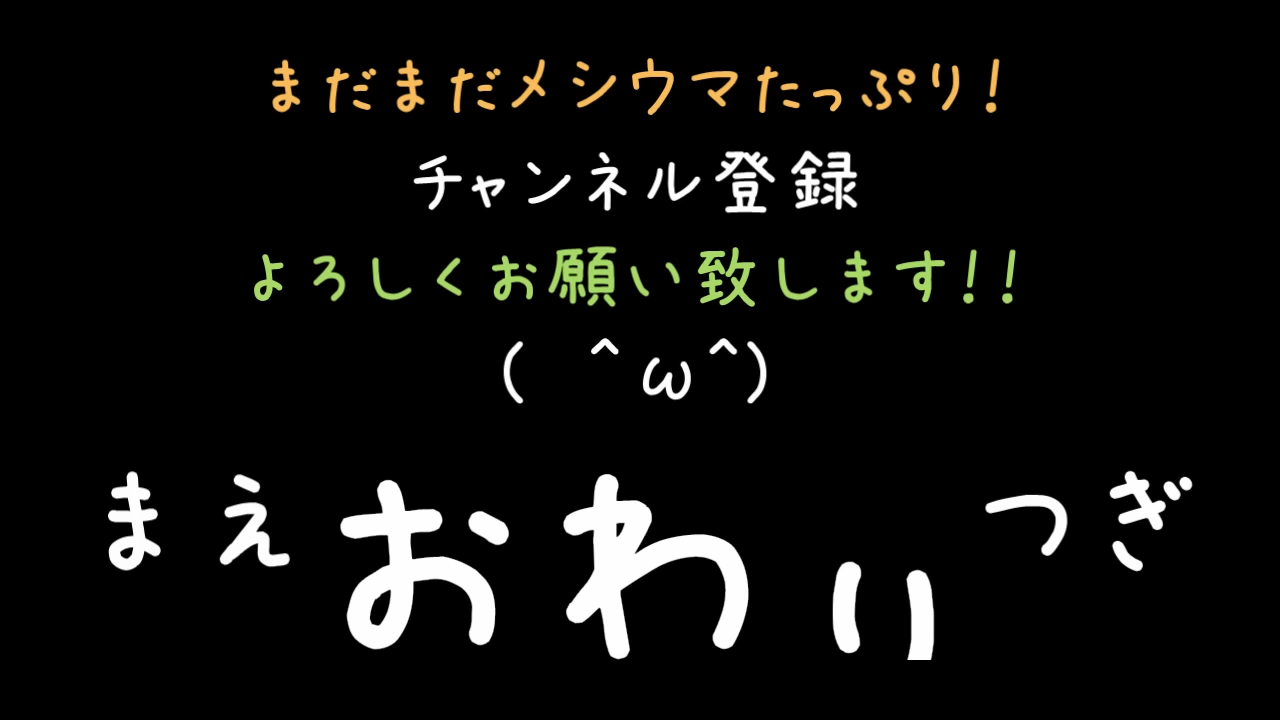 まだまだメシウマたっぷり!
チャンネル登録
よろしくお願い致します!!
( ^ω^)
まえ おわり つぎ